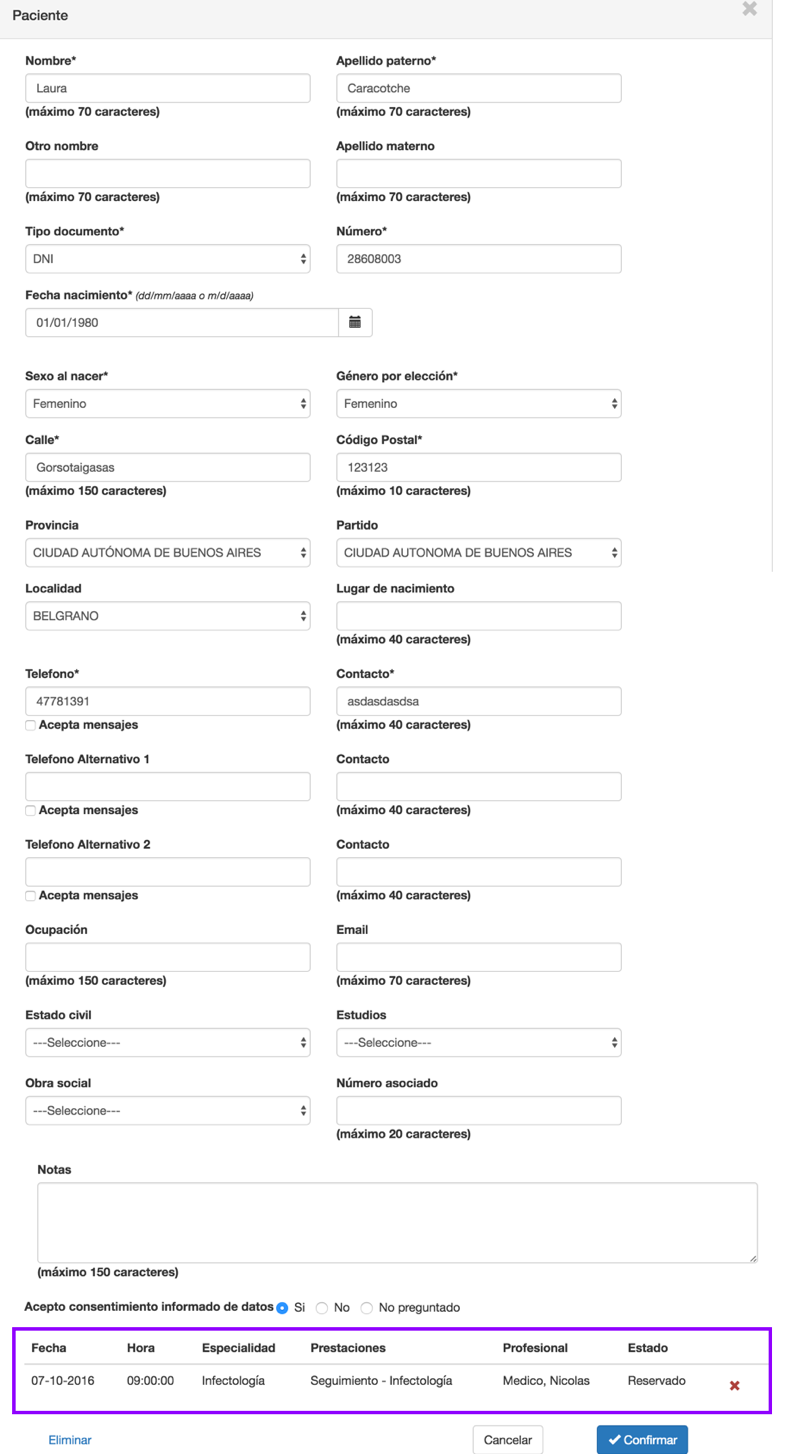 Paciente
Nombre* Apellido paterno*
Laura Caracotche
(máximo 70 caracteres) (máximo 70 caracteres)
Otro nombre Apellido materno
(máximo 70 caracteres) (máximo 70 caracteres)
Tipo documento* Número*
DNI 28608003
Fecha nacimiento* (dd/mm/aaaa o m/d/aaaa)
01/01/1980
Sexo al nacer* Género por elección*
Femenino Femenino
Calle* Código Postal*
Gorsotaigasas 123123
(máximo 150 caracteres) (máximo 10 caracteres)
Provincia Partido
CIUDAD AUTÓNOMA DE BUENOS AIRES CIUDAD AUTONOMA DE BUENOS AIRES
Localidad Lugar de nacimiento
BELGRANO
(máximo 40 caracteres)
Telefono* Contacto*
47781391 asdasdasdsa
Acepta mensajes (máximo 40 caracteres)
Telefono Alternativo 1 Contacto
Acepta mensajes (máximo 40 caracteres)
Telefono Alternativo 2 Contacto
Acepta mensajes (máximo 40 caracteres)
Ocupación Email
(máximo 150 caracteres) (máximo 70 caracteres)
Estado civil Estudios
---Seleccione--- ---Seleccione---
Obra social Número asociado
---Seleccione---
(máximo 20 caracteres)
Notas
(máximo 150 caracteres)
Acepto consentimiento informado de datos Si No No preguntado
Fecha Hora Especialidad Prestaciones Profesional Estado
07-10-2016 09:00:00 Infectología Seguimiento - Infectología Medico, Nicolas Reservado
Eliminar Cancelar Confirmar